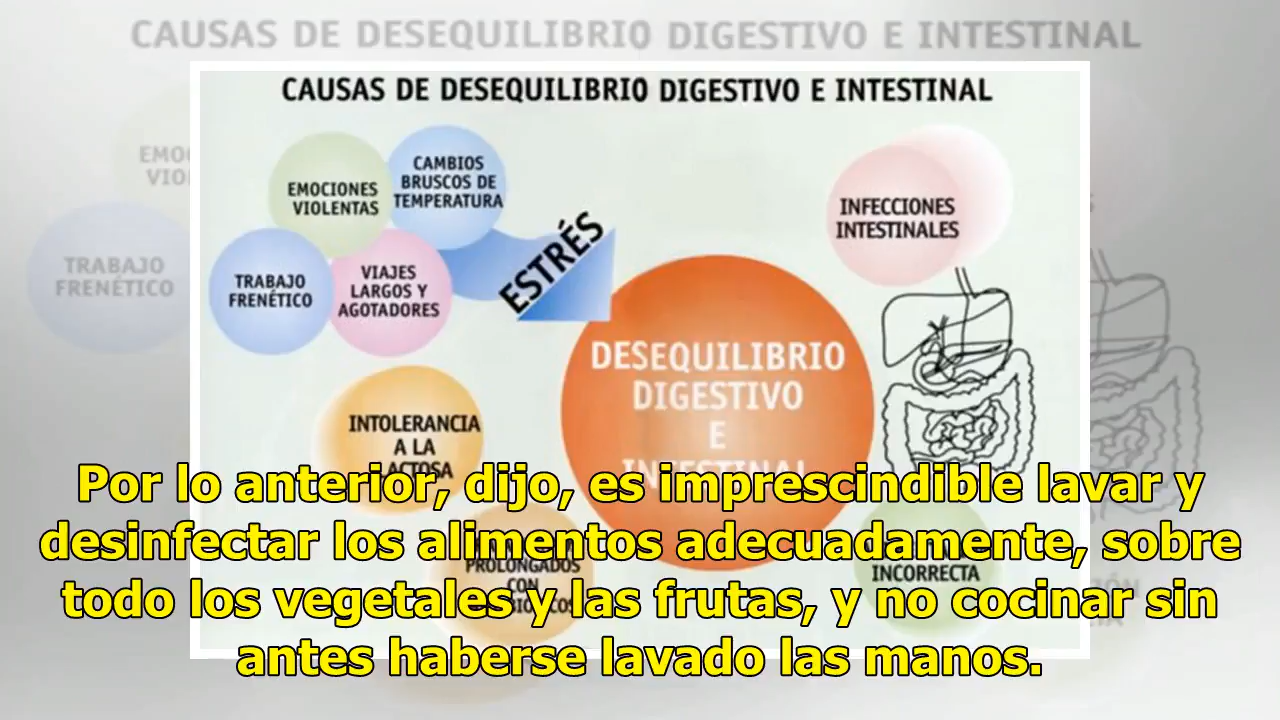 CAUSAS DE DESEQUILIBRIO DIGESTIVO E INTESTINAL
CAUSAS DE DESEQUILIBRIO DIGESTIVO E INTESTINAL
EMOCIONES
VIOLENTAS
CAMBIOS
BRUSCOS DE
TEMPERATURA
TRABAJO
FRENÉTICO
VIAJES
LARGOS Y
AGOTADORES
ESTRÉS
INFECCIONES
INTESTINALES
TRABAJO
FRENÉTICO
DESEQUILIBRIO
DIGESTIVO
E
INTESTINAL
INTOLERANCIA
A LA
LACTOSA
PROLONGADOS
CON
INCORRECTA
Por lo anterior, dijo, es imprescindible lavar y
desinfectar los alimentos adecuadamente, sobre
todo los vegetales y las frutas, y no cocinar sin
antes haberse lavado las manos.